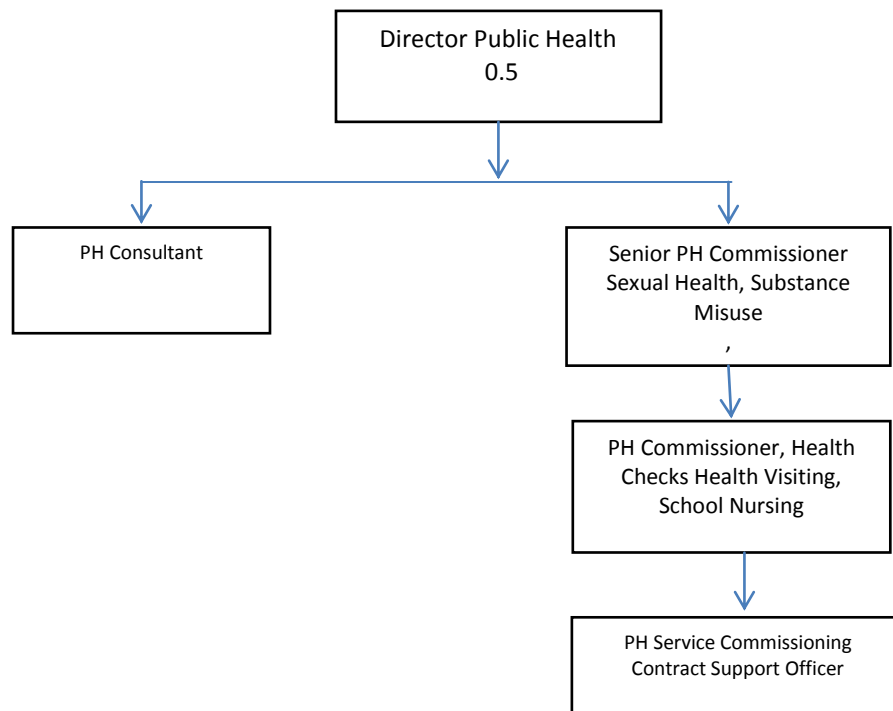 Director Public Health
0.5
PH Consultant
Senior PH Commissioner
Sexual Health, Substance
Misuse
,
PH Commissioner, Health
Checks Health Visiting,
School Nursing
PH Service Commissioning
Contract Support Officer